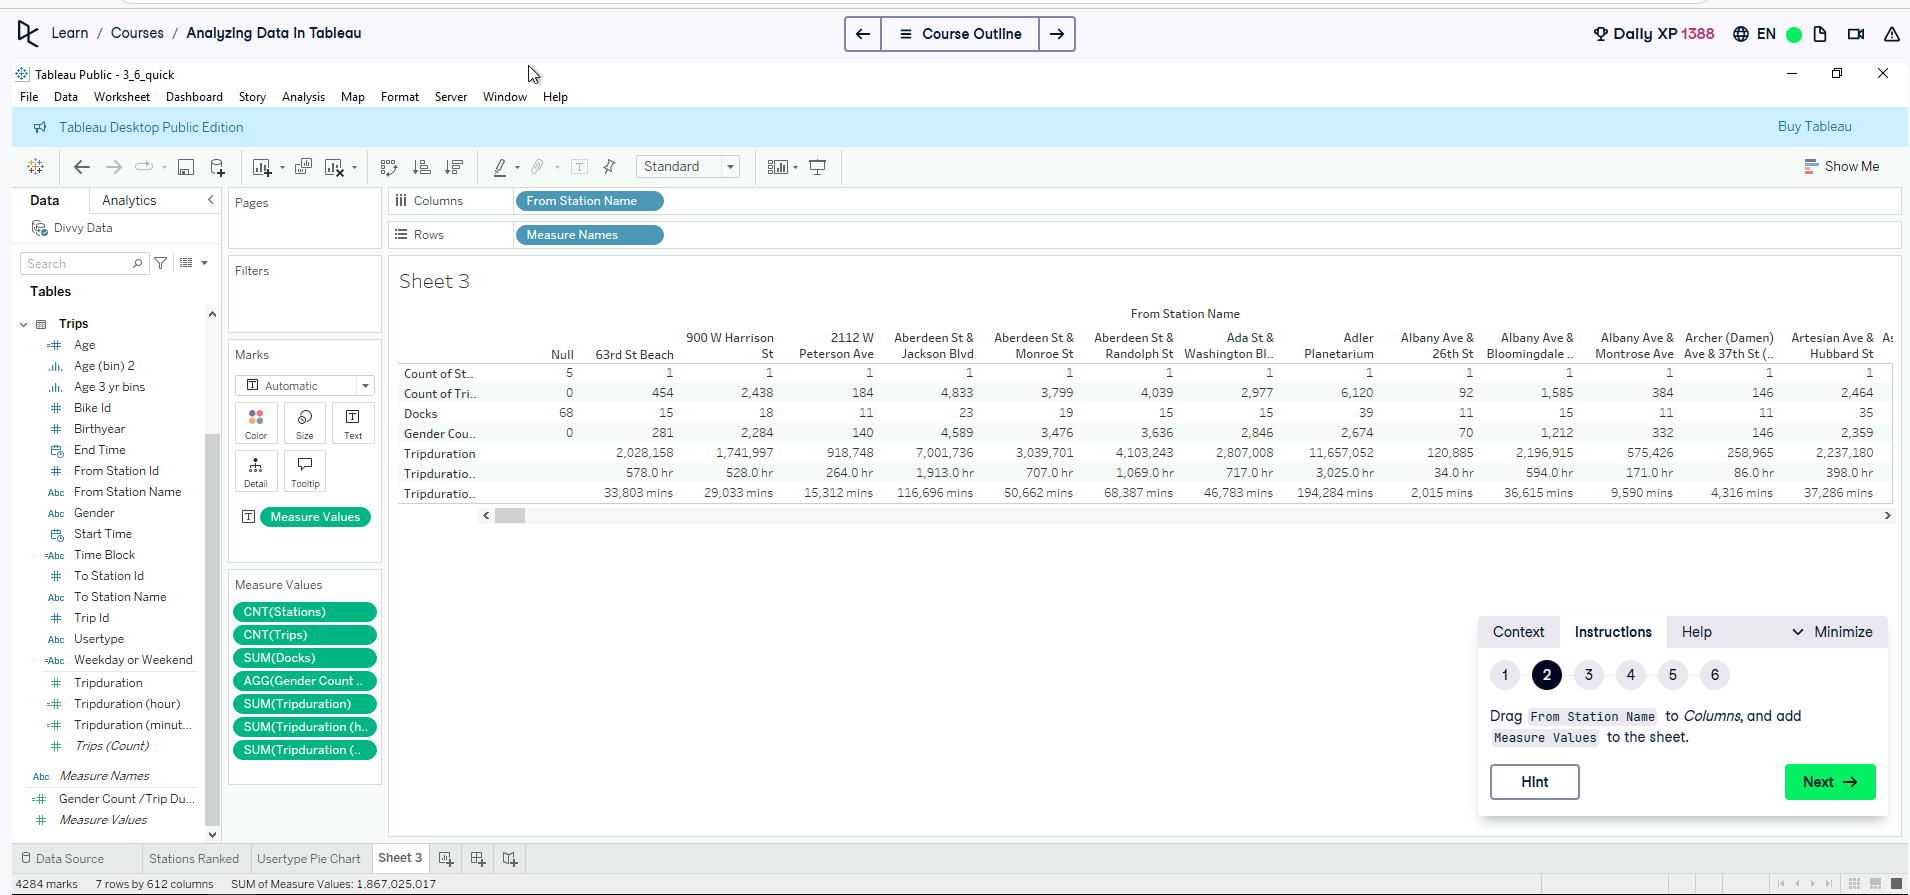 Learn / Courses / Analyzing Data in Tableau
Course Outline
Daily XP 1388
EN
Tableau Public - 3_6_quick
File Data Worksheet Dashboard Story Analysis Map Format Server Window Help
Tableau Desktop Public Edition
Buy Tableau
Standard
Show Me
Data
Analytics
Divvy Data
Search
Tables
Trips
Age
Age (bin) 2
Age 3 yr bins
Bike Id
Birthyear
End Time
From Station Id
Abc From Station Name
Abc Gender
Start Time
=Abc Time Block
To Station Id
Abc To Station Name
Trip Id
Abc Usertype
=Abc Weekday or Weekend
Tripduration
Tripduration (hour)
Tripduration (minut...
Trips (Count)
Abc Measure Names
Gender Count /Trip Du...
Measure Values
Pages
Filters
Marks
Automatic
Color
Size
Text
Detail
Tooltip
Measure Values
Measure Values
CNT(Stations)
CNT(Trips)
SUM(Docks)
AGG(Gender Count ..
SUM(Tripduration)
SUM(Tripduration (h..
SUM(Tripduration (..
Columns
From Station Name
Rows
Measure Names
Sheet 3
From Station Name
Null
63rd St Beach
900 W Harrison
St
2112 W
Peterson Ave
Aberdeen St &
Jackson Blvd
Aberdeen St &
Monroe St
Aberdeen St &
Randolph St
Ada St &
Washington Bl..
Adler
Planetarium
Albany Ave &
26th St
Albany Ave &
Bloomingdale ..
Albany Ave &
Montrose Ave
Archer (Damen)
Ave & 37th St (..
Artesian Ave &
Hubbard St
As
Count of St.. 5 1 1 1 1 1 1 1 1 1 1 1 1 1
Count of Tri.. 0 454 2,438 184 4,833 3,799 4,039 2,977 6,120 92 1,585 384 146 2,464
Docks 68 15 18 11 23 19 15 15 39 11 15 11 11 35
Gender Cou.. 0 281 2,284 140 4,589 3,476 3,636 2,846 2,674 70 1,212 332 146 2,359
Tripduration 2,028,158 1,741,997 918,748 7,001,736 3,039,701 4,103,243 2,807,008 11,657,052 120,885 2,196,915 575,426 258,965 2,237,180
Tripduratio.. 578.0 hr 528.0 hr 264.0 hr 1,913.0 hr 707.0 hr 1,069.0 hr 717.0 hr 3,025.0 hr 34.0 hr 594.0 hr 171.0 hr 86.0 hr 398.0 hr
Tripduratio.. 33,803 mins 29,033 mins 15,312 mins 116,696 mins 50,662 mins 68,387 mins 46,783 mins 194,284 mins 2,015 mins 36,615 mins 9,590 mins 4,316 mins 37,286 mins
Context
Instructions
Help
Minimize
1 2 3 4 5 6
Drag From Station Name to Columns, and add
Measure Values to the sheet.
Hint
Next
Data Source
Stations Ranked
Usertype Pie Chart
Sheet 3
4284 marks 7 rows by 612 columns SUM of Measure Values: 1,867,025,017